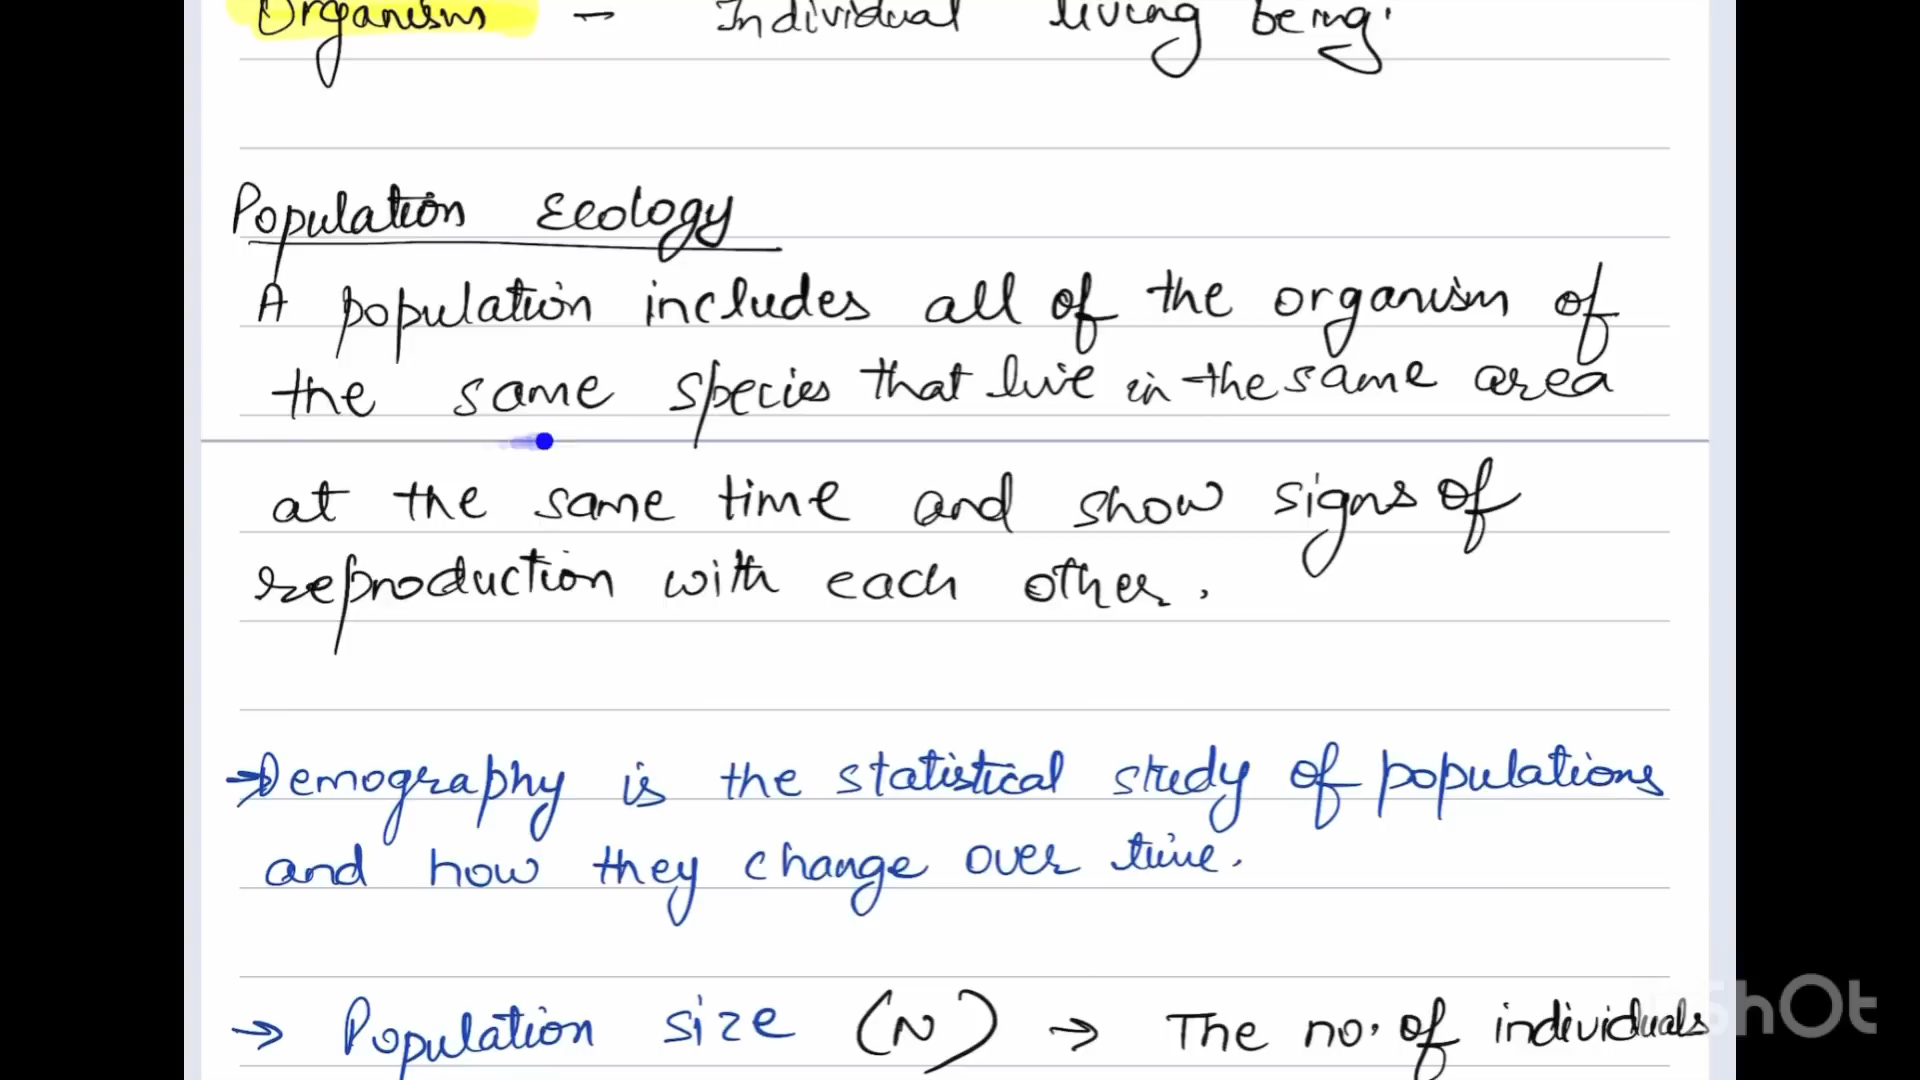 Organism – Individual living being.
Population Ecology
A population includes all of the organism of
the same species that live in the same area
at the same time and show signs of
reproduction with each other.
→ Demography is the statistical study of populations
and how they change over time.
→ Population size (N) → The no. of individuals
shOt